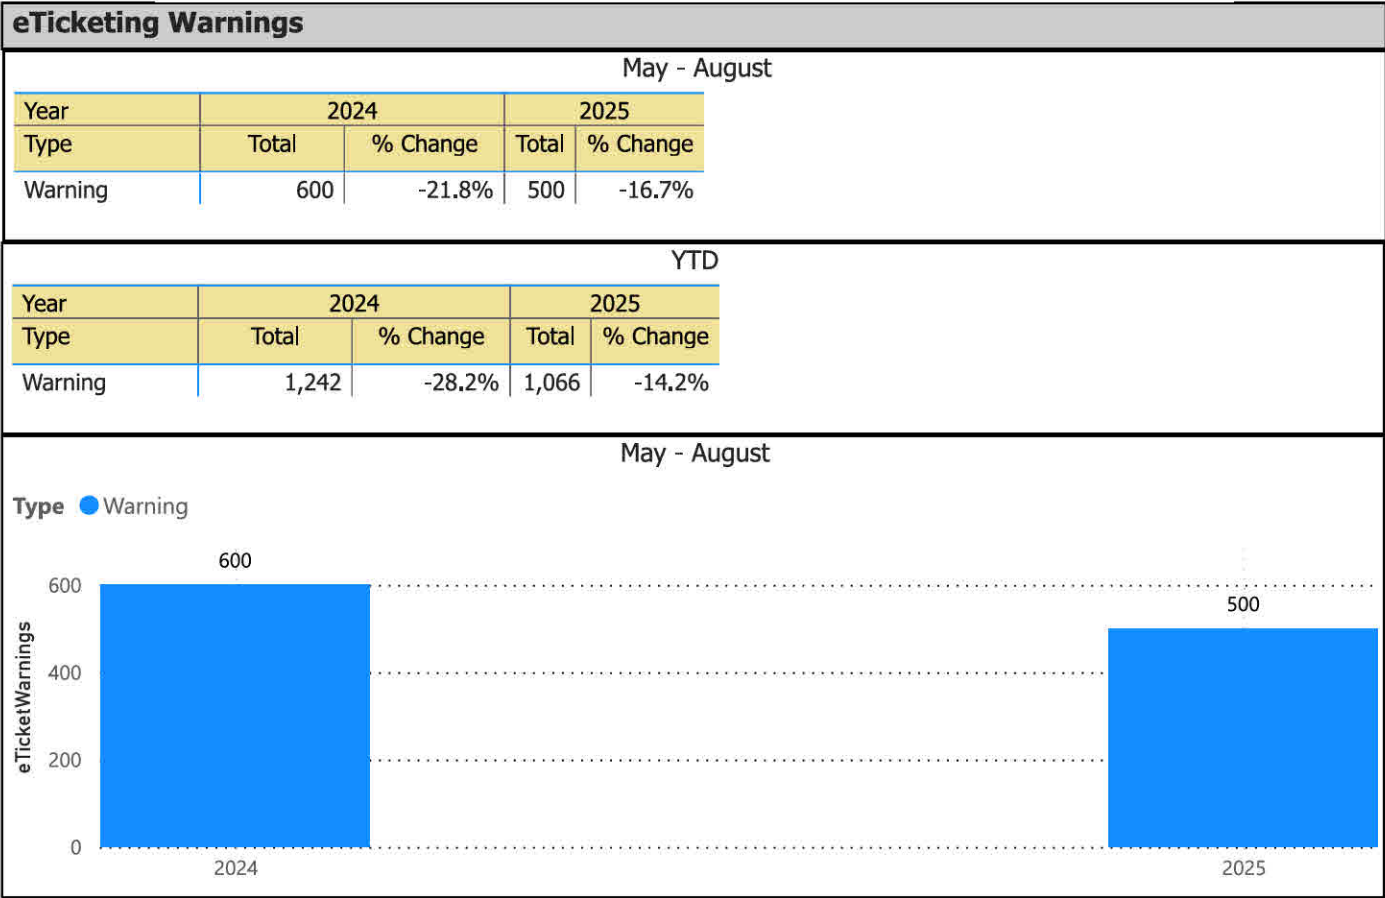 eTicketing Warnings
May - August
Year 2024 2025
Type Total % Change Total % Change
Warning 600 -21.8% 500 -16.7%
YTD
Year 2024 2025
Type Total % Change Total % Change
Warning 1,242 -28.2% 1,066 -14.2%
May - August
Type Warning
600
600
500
400
200
0
eTicketWarnings
2024 2025